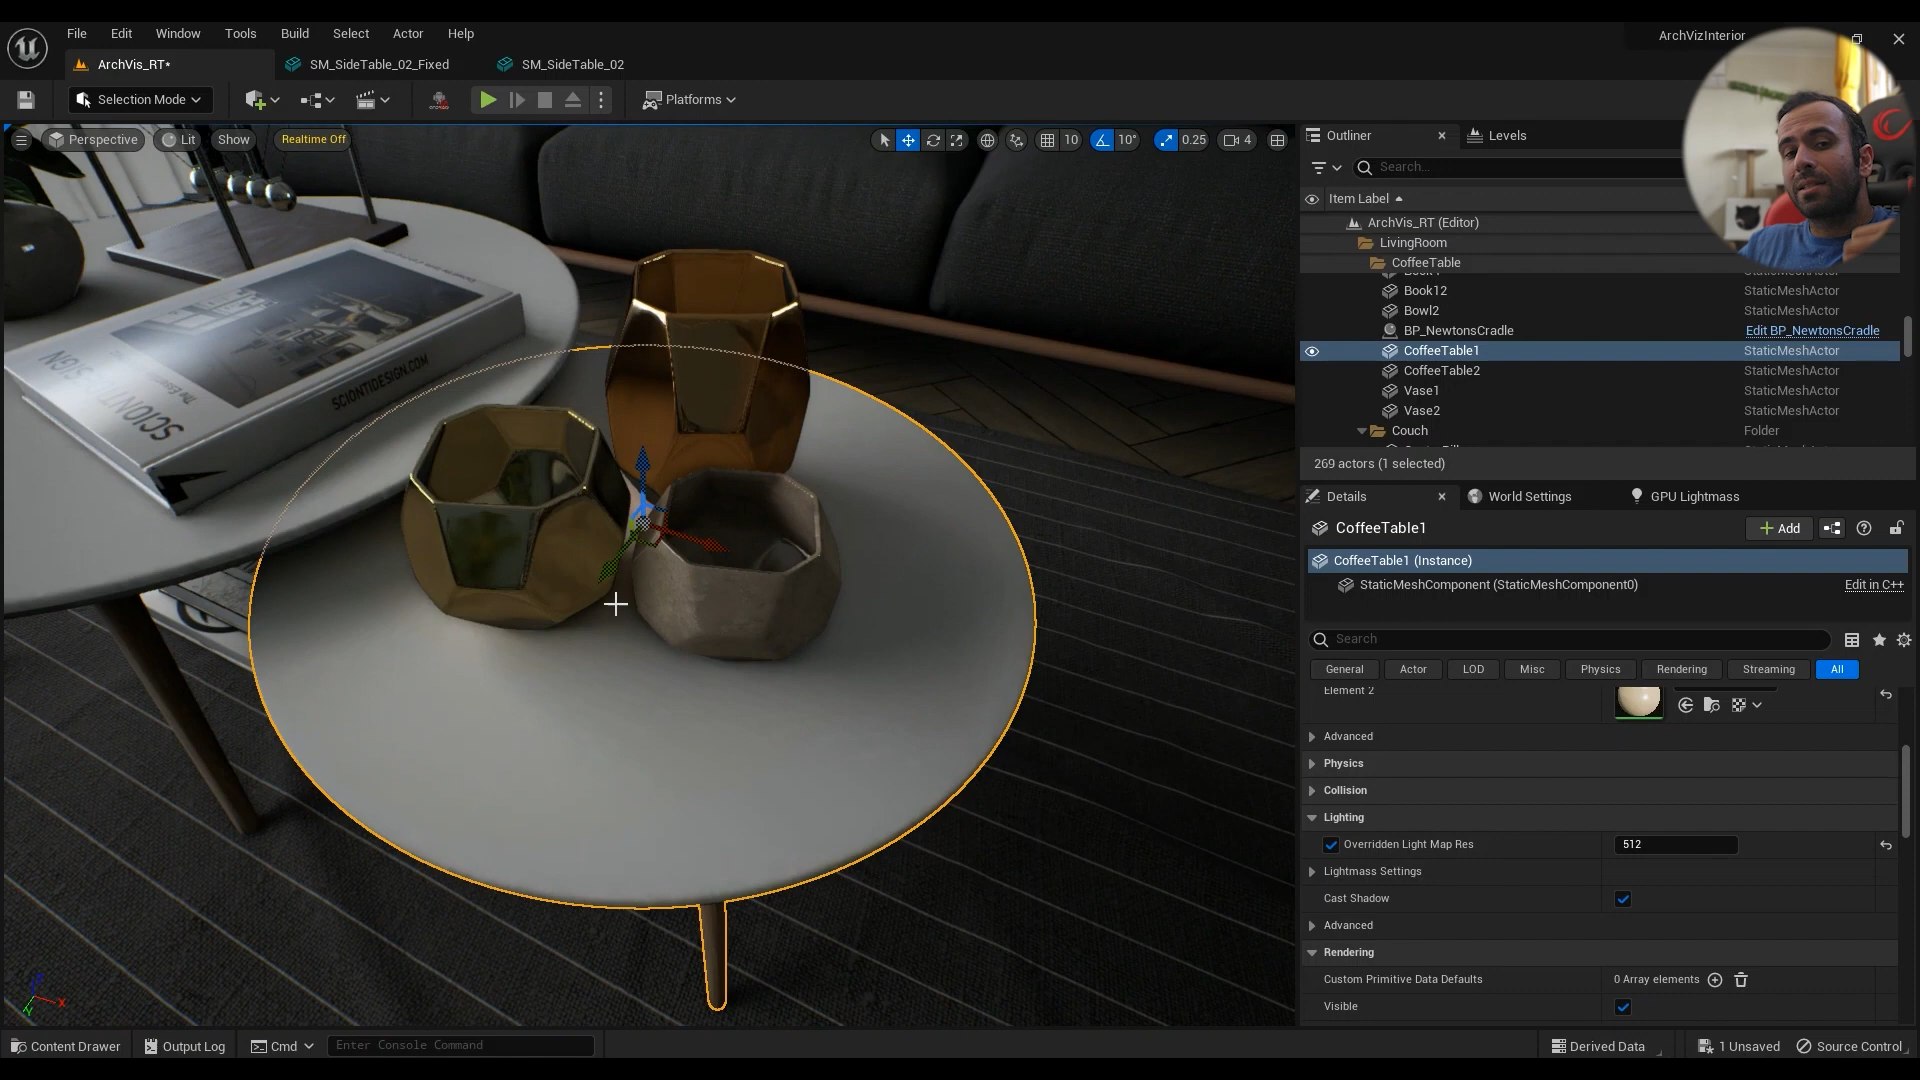 File Edit Window Tools Build Select Actor Help
ArchVizInterior
ArchVis_RT*
SM_SideTable_02_Fixed
SM_SideTable_02
Selection Mode
Platforms
Perspective
Lit
Show
Realtime Off
10
10°
0.25
4
SCIONTI
DESIGN
SCIONTIDESIGN.COM
Outliner
Levels
Search...
Item Label
ArchVis_RT (Editor)
LivingRoom
CoffeeTable
Book12 StaticMeshActor
Bowl2 StaticMeshActor
BP_NewtonsCradle Edit BP_NewtonsCradle
CoffeeTable1 StaticMeshActor
CoffeeTable2 StaticMeshActor
Vase1 StaticMeshActor
Vase2 StaticMeshActor
Couch Folder
269 actors (1 selected)
Details
World Settings
GPU Lightmass
CoffeeTable1
Add
CoffeeTable1 (Instance)
StaticMeshComponent (StaticMeshComponent0) Edit in C++
Search
General Actor LOD Misc Physics Rendering Streaming All
Element 2
Advanced
Physics
Collision
Lighting
Overridden Light Map Res 512
Lightmass Settings
Cast Shadow
Advanced
Rendering
Custom Primitive Data Defaults 0 Array elements
Visible
Content Drawer
Output Log
Cmd
Enter Console Command
Derived Data
1 Unsaved
Source Control